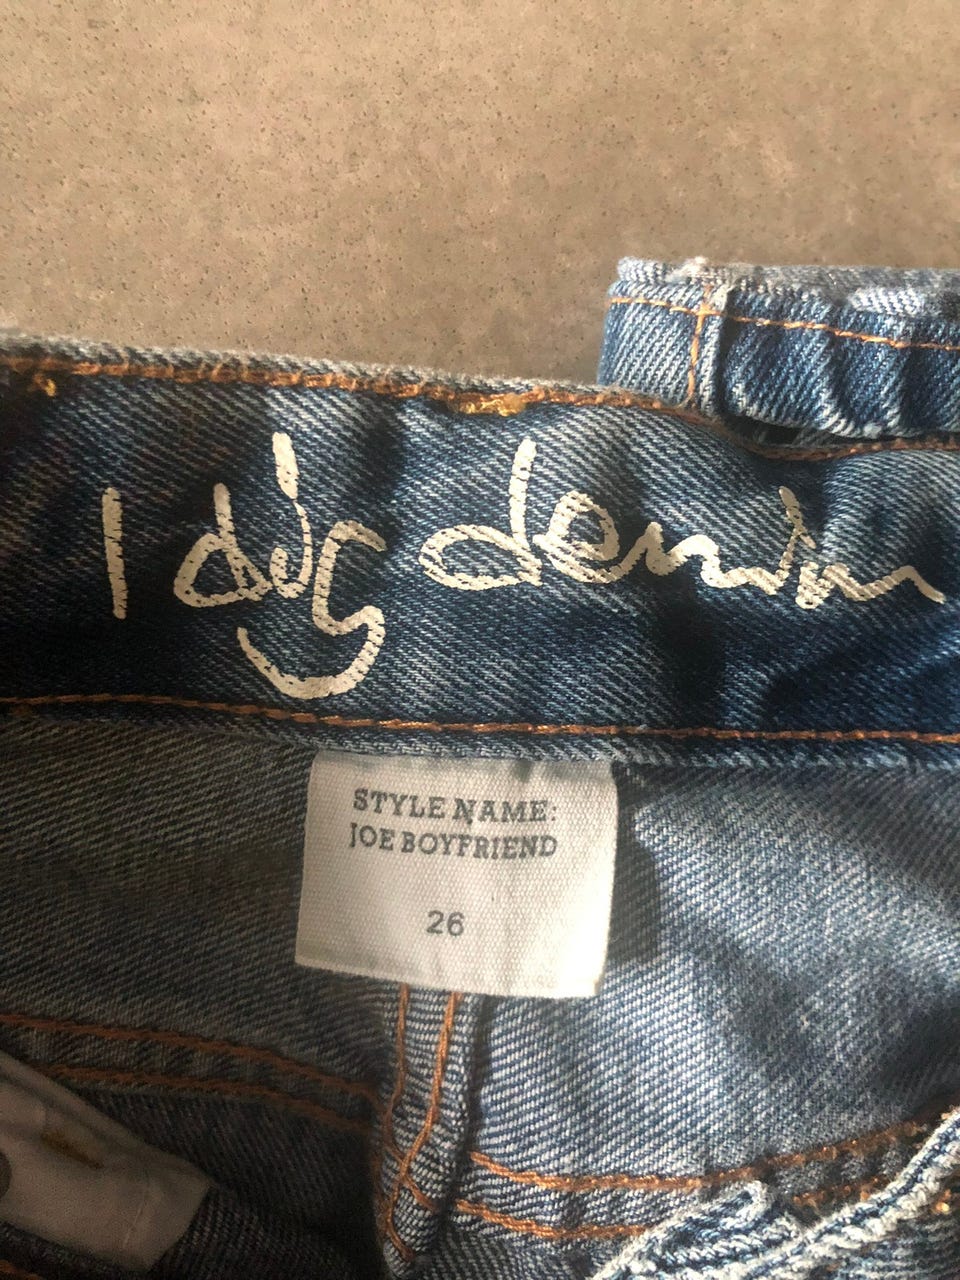 I dig denim
STYLE NAME:
JOE BOYFRIEND
26